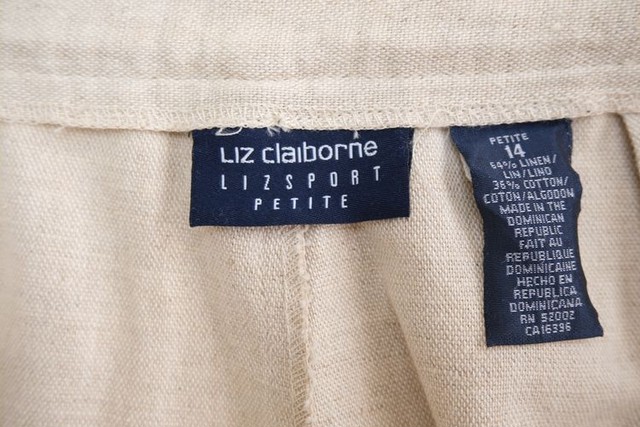 Liz claiborne
LIZSPORT
PETITE
PETITE
14
64% LINEN/
LIN/LINO
36% COTTON/
COTON/ALGODON
MADE IN THE
DOMINICAN
REPUBLIC
FAIT AU
REPUBLIQUE
DOMINICAINE
HECHO EN
REPUBLICA
DOMINICANA
RN 52002
CA16396